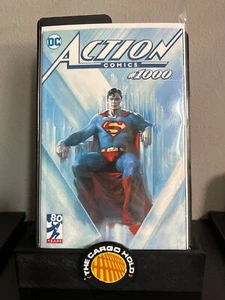 DC
ACTION
COMICS
#1000
80
YEARS
THE CARGO HOLD